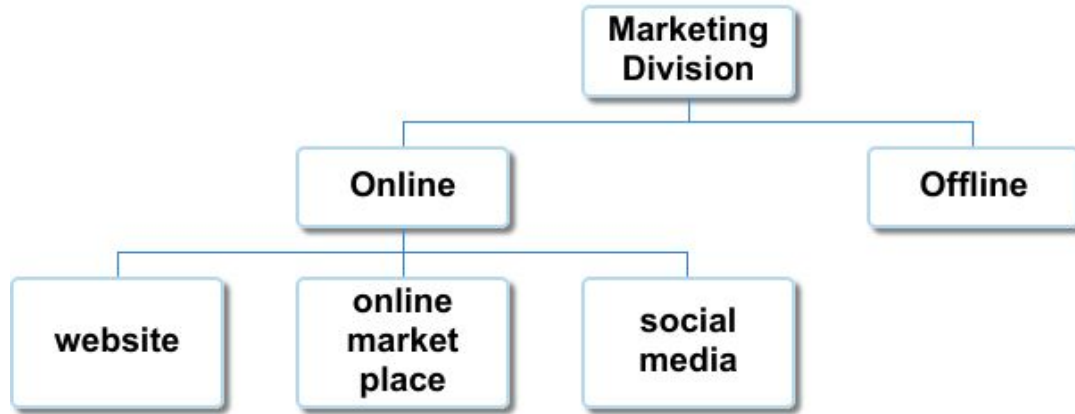 Marketing
Division
Online
Offline
website
online
market
place
social
media